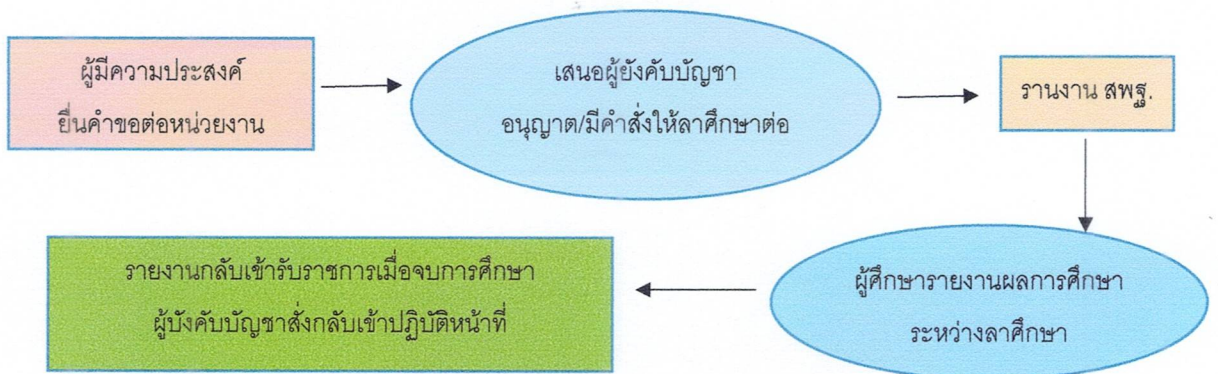 ผู้มีความประสงค์
ยื่นคำขอต่อหน่วยงาน
เสนอผู้ยังคับบัญชา
อนุญาต/มีคำสั่งให้ลาศึกษาต่อ
รานงาน สพฐ.
ผู้ศึกษารายงานผลการศึกษา
ระหว่างลาศึกษา
รายงานกลับเข้ารับราชการเมื่อจบการศึกษา
ผู้บังคับบัญชาสั่งกลับเข้าปฏิบัติหน้าที่